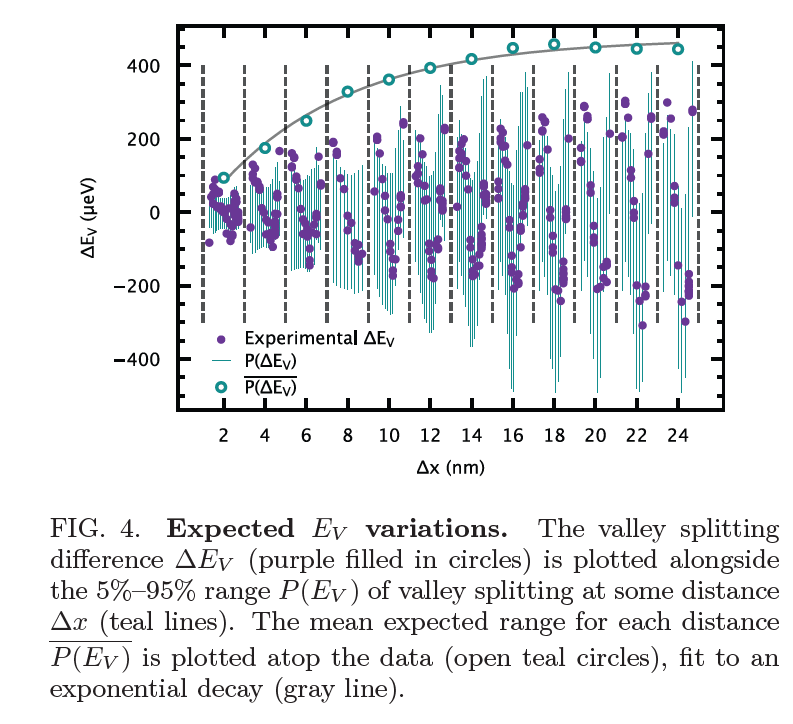 400
200
0
−200
−400
ΔE_V (μeV)
Experimental ΔE_V
P(ΔE_V)
P(ΔE_V)
2 4 6 8 10 12 14 16 18 20 22 24
Δx (nm)
FIG. 4. Expected E_V variations. The valley splitting
difference ΔE_V (purple filled in circles) is plotted alongside
the 5%–95% range P(E_V) of valley splitting at some distance
Δx (teal lines). The mean expected range for each distance
P(E_V) is plotted atop the data (open teal circles), fit to an
exponential decay (gray line).